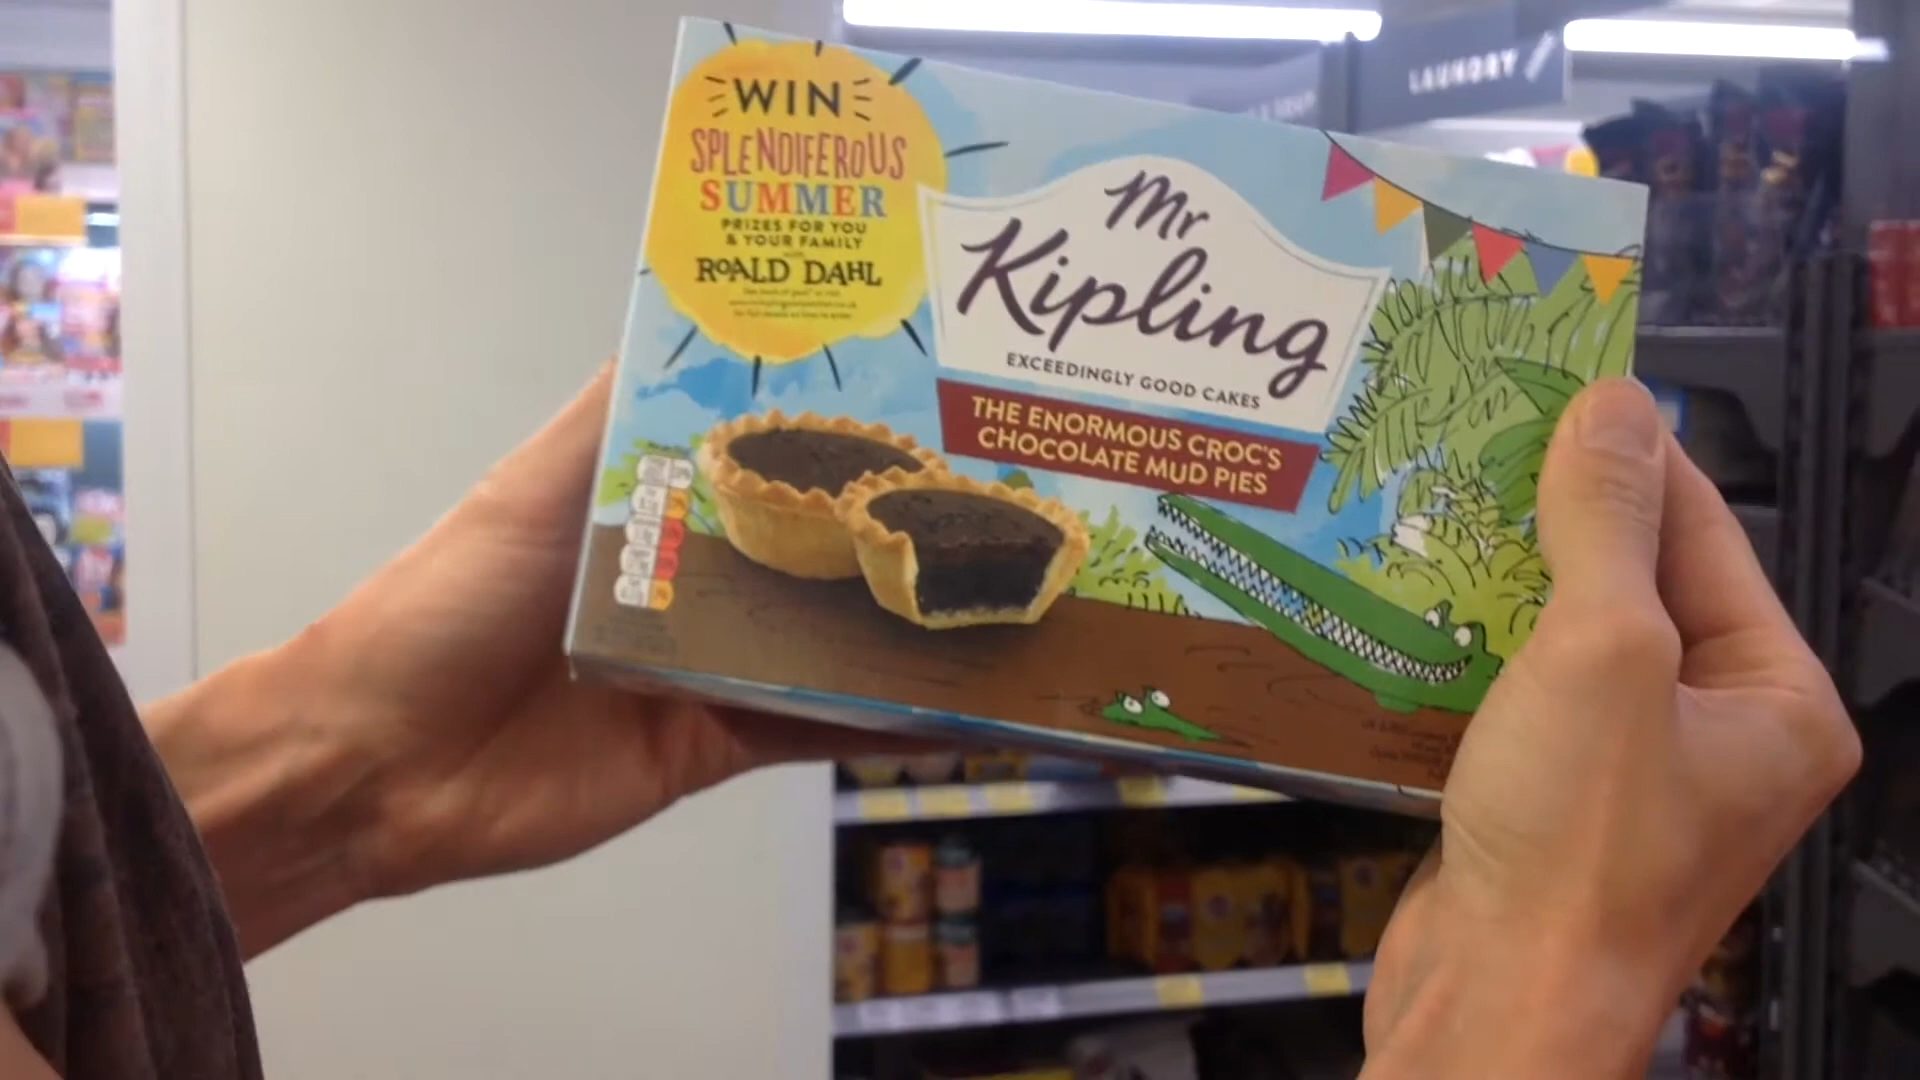 WIN
SPLENDIFEROUS
SUMMER
PRIZES FOR YOU
& YOUR FAMILY
with
ROALD DAHL
Mr
Kipling
EXCEEDINGLY GOOD CAKES
THE ENORMOUS CROC'S
CHOCOLATE MUD PIES
LAUNDRY